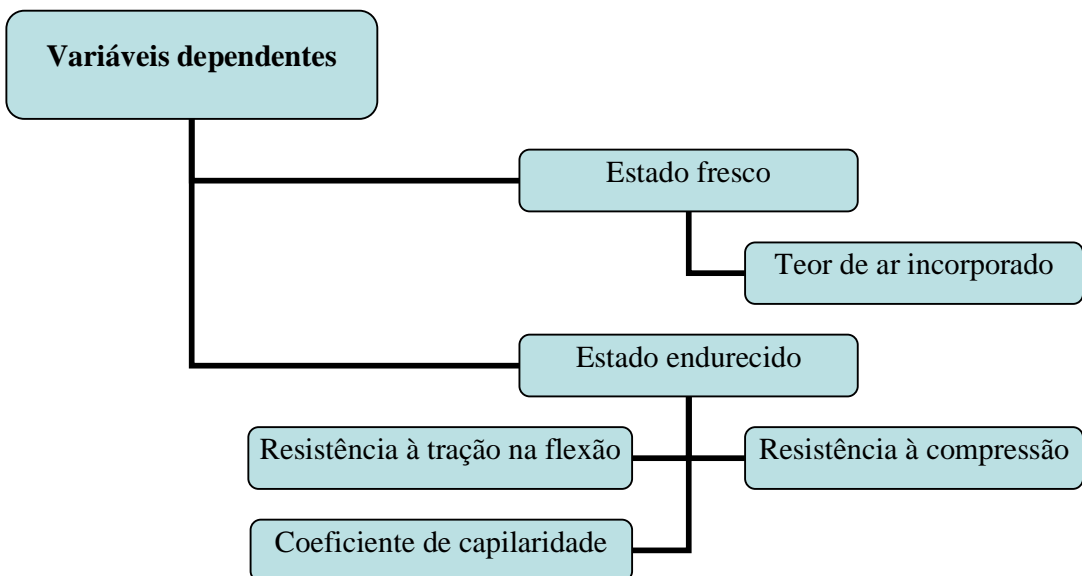 Variáveis dependentes
Estado fresco
Teor de ar incorporado
Estado endurecido
Resistência à tração na flexão
Resistência à compressão
Coeficiente de capilaridade